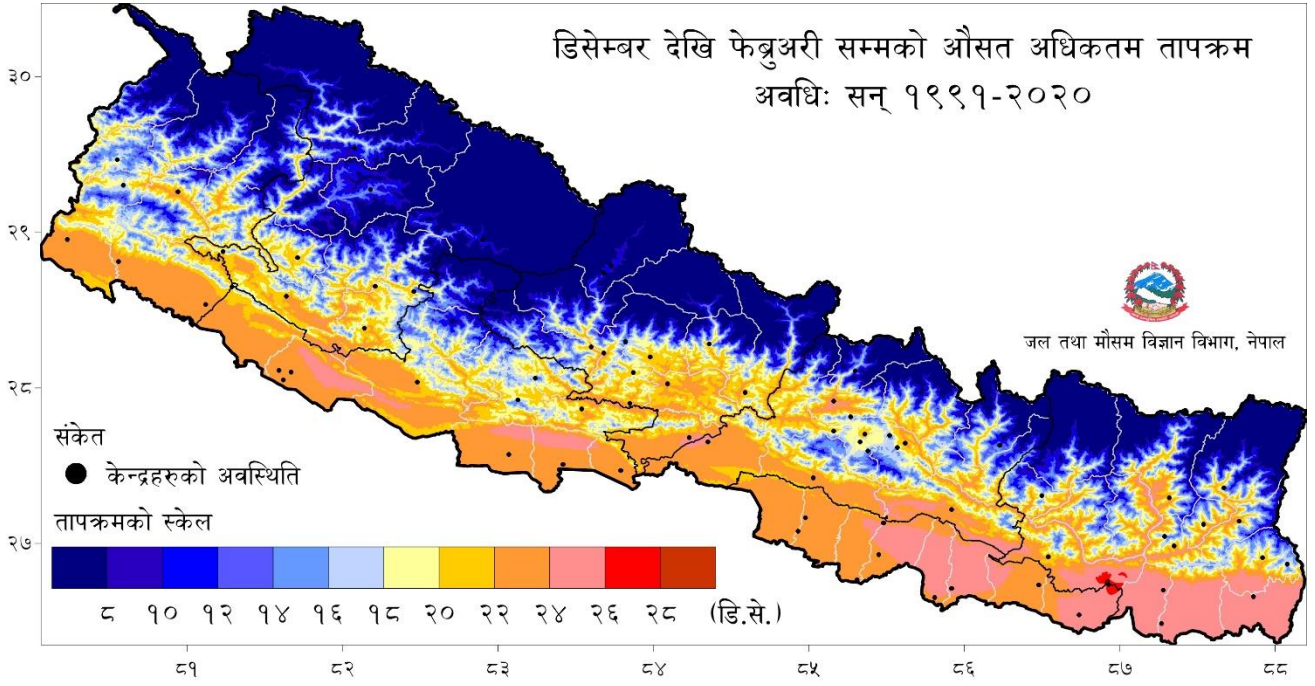 डिसेम्बर देखि फेब्रुअरी सम्मको औसत अधिकतम तापक्रम
अवधिः सन् १९९१-२०२०
३०
२९
२८
२७
जल तथा मौसम विज्ञान विभाग, नेपाल
संकेत
केन्द्रहरुको अवस्थिति
तापक्रमको स्केल
८ १० १२ १४ १६ १८ २० २२ २४ २६ २८ (डि.से.)
८१ ८२ ८३ ८४ ८५ ८६ ८७ ८८